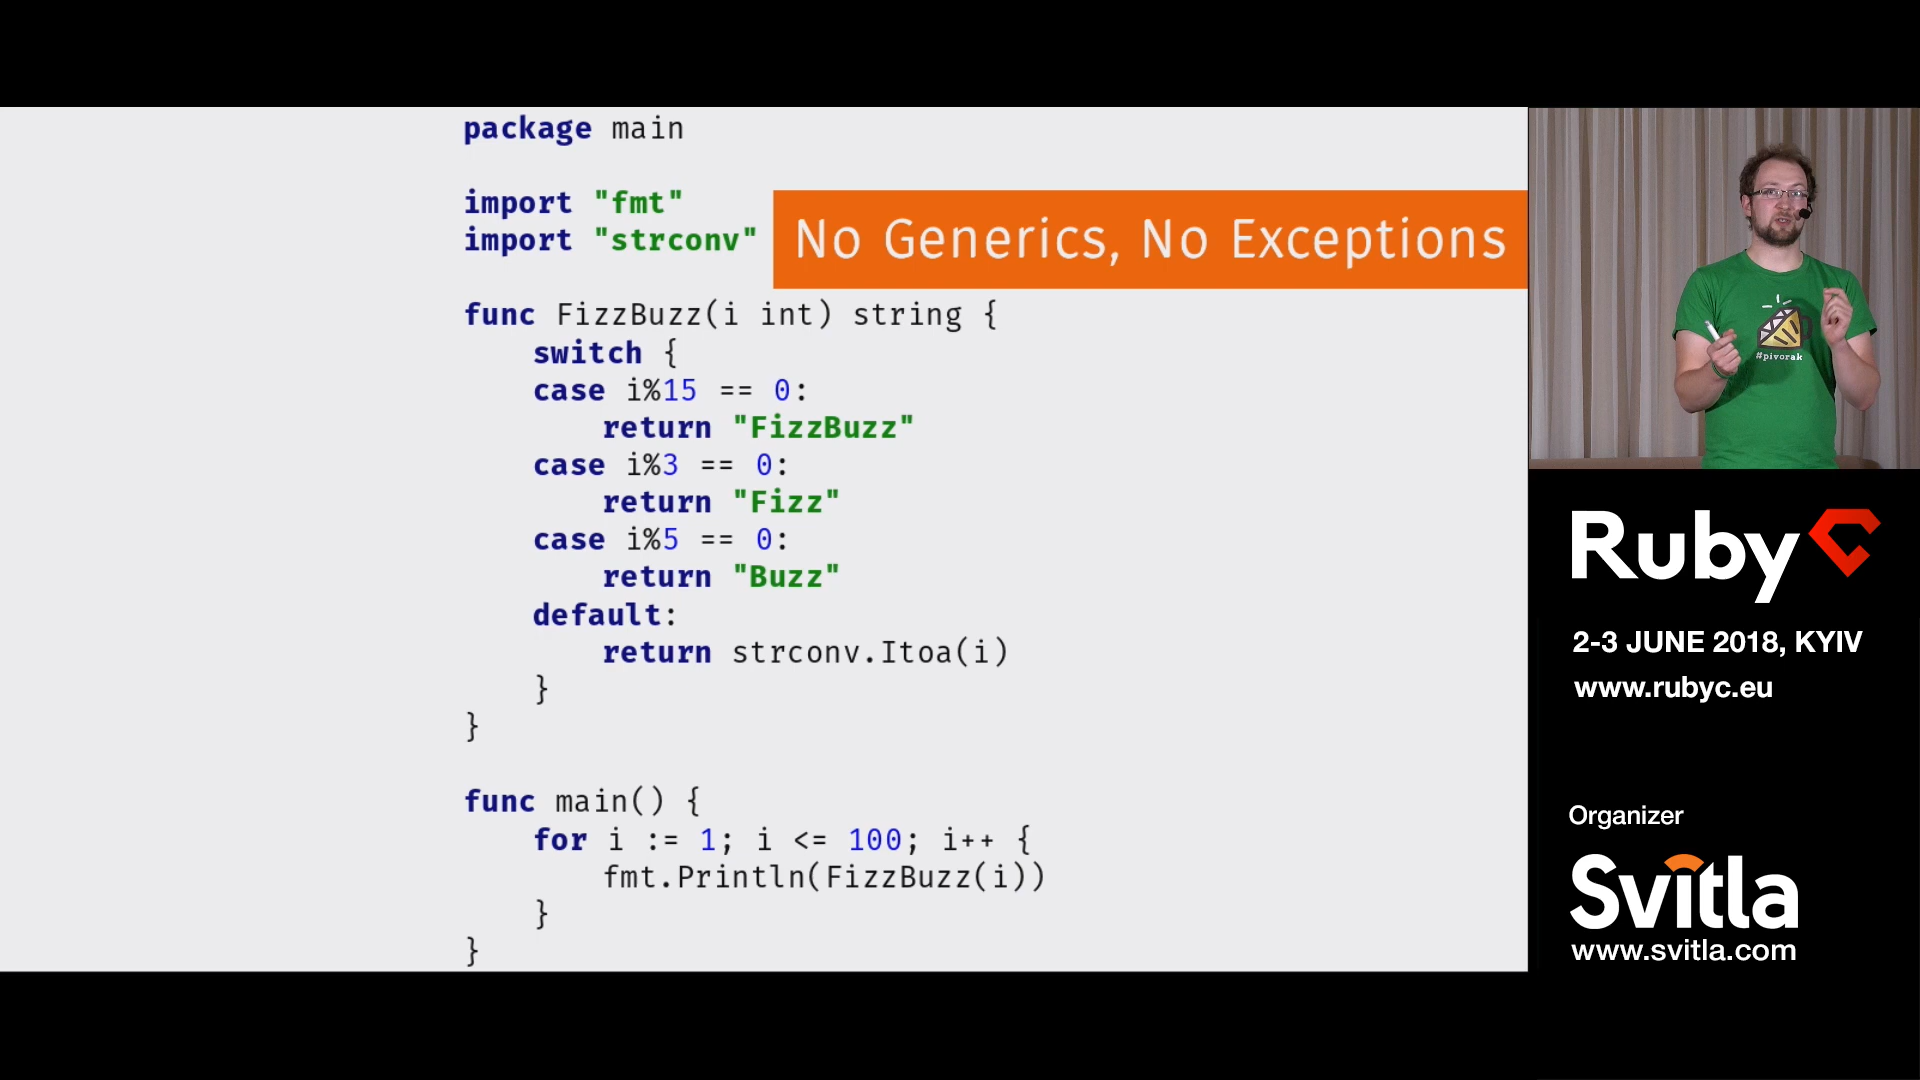 package main
import "fmt"
import "strconv"
No Generics, No Exceptions
func FizzBuzz(i int) string {
switch {
case i%15 == 0:
return "FizzBuzz"
case i%3 == 0:
return "Fizz"
case i%5 == 0:
return "Buzz"
default:
return strconv.Itoa(i)
}
}
func main() {
for i := 1; i <= 100; i++ {
fmt.Println(FizzBuzz(i))
}
}
#pivorak
Ruby
2-3 JUNE 2018, KYIV
www.rubyc.eu
Organizer
Svitla
www.svitla.com